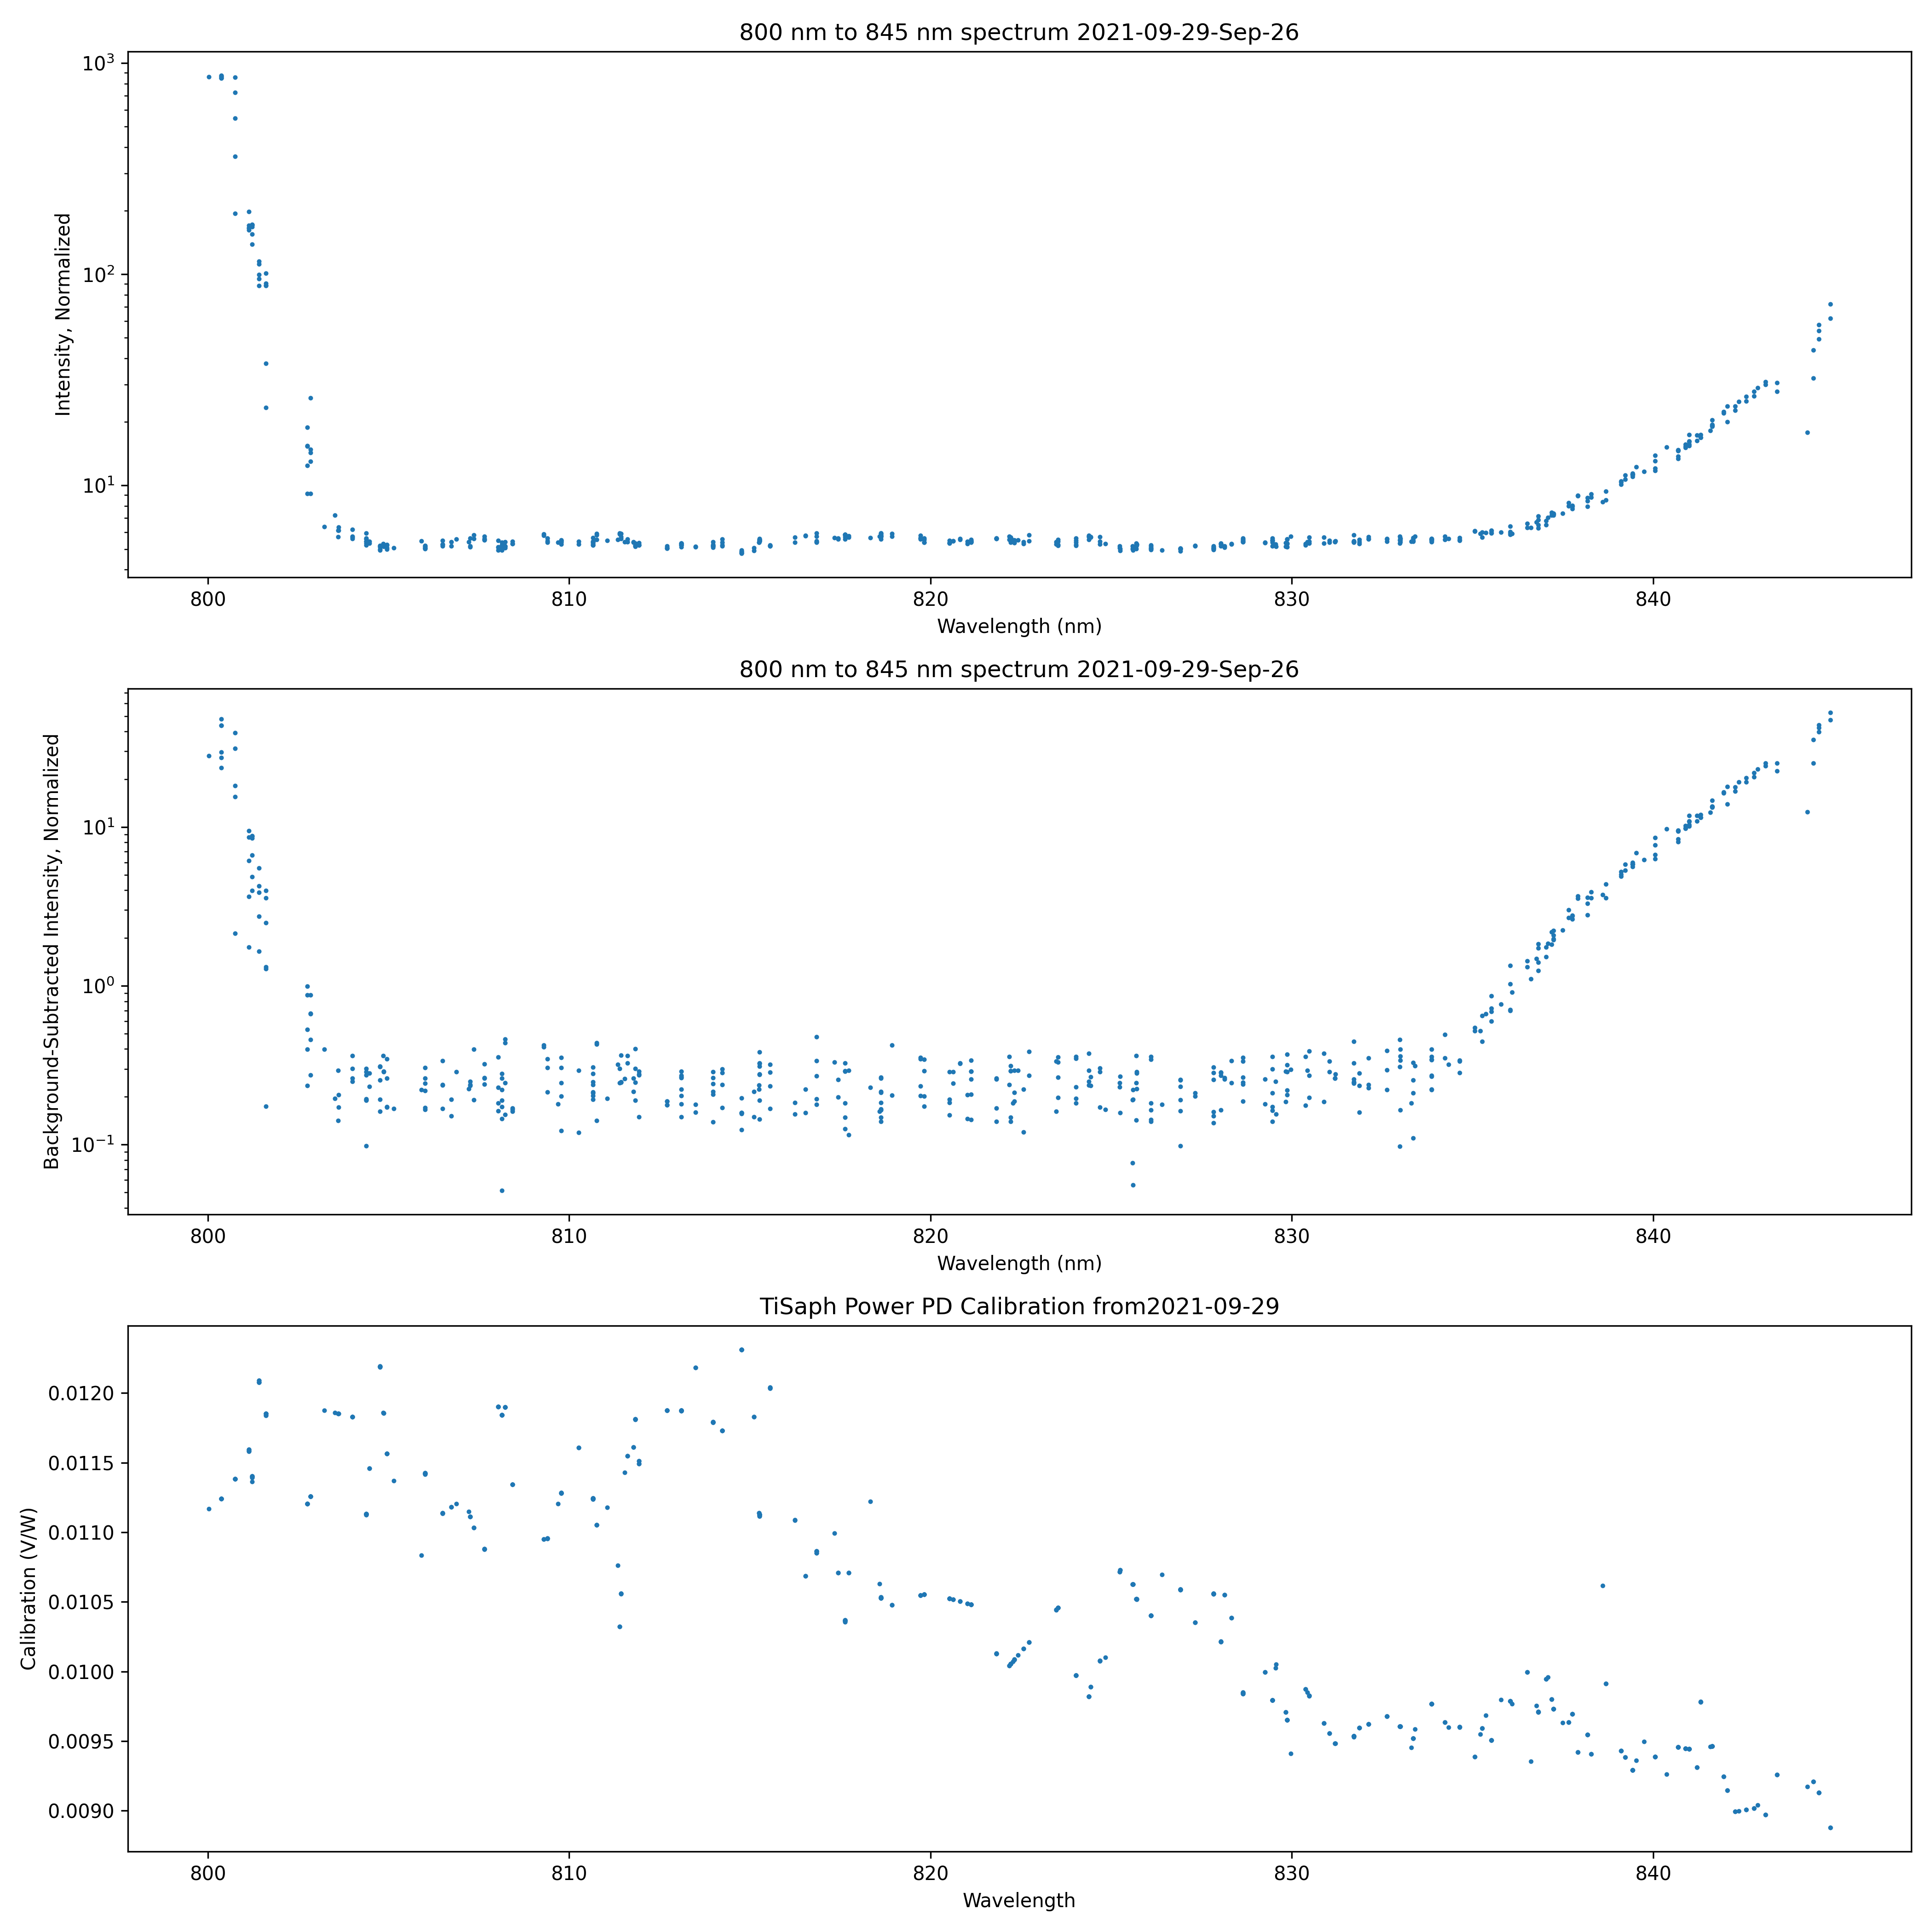 800 nm to 845 nm spectrum 2021-09-29-Sep-26
Intensity, Normalized
10³
10²
10¹
800 810 820 830 840
Wavelength (nm)
800 nm to 845 nm spectrum 2021-09-29-Sep-26
Background-Subtracted Intensity, Normalized
10¹
10⁰
10⁻¹
800 810 820 830 840
Wavelength (nm)
TiSaph Power PD Calibration from2021-09-29
Calibration (V/W)
0.0120
0.0115
0.0110
0.0105
0.0100
0.0095
0.0090
800 810 820 830 840
Wavelength